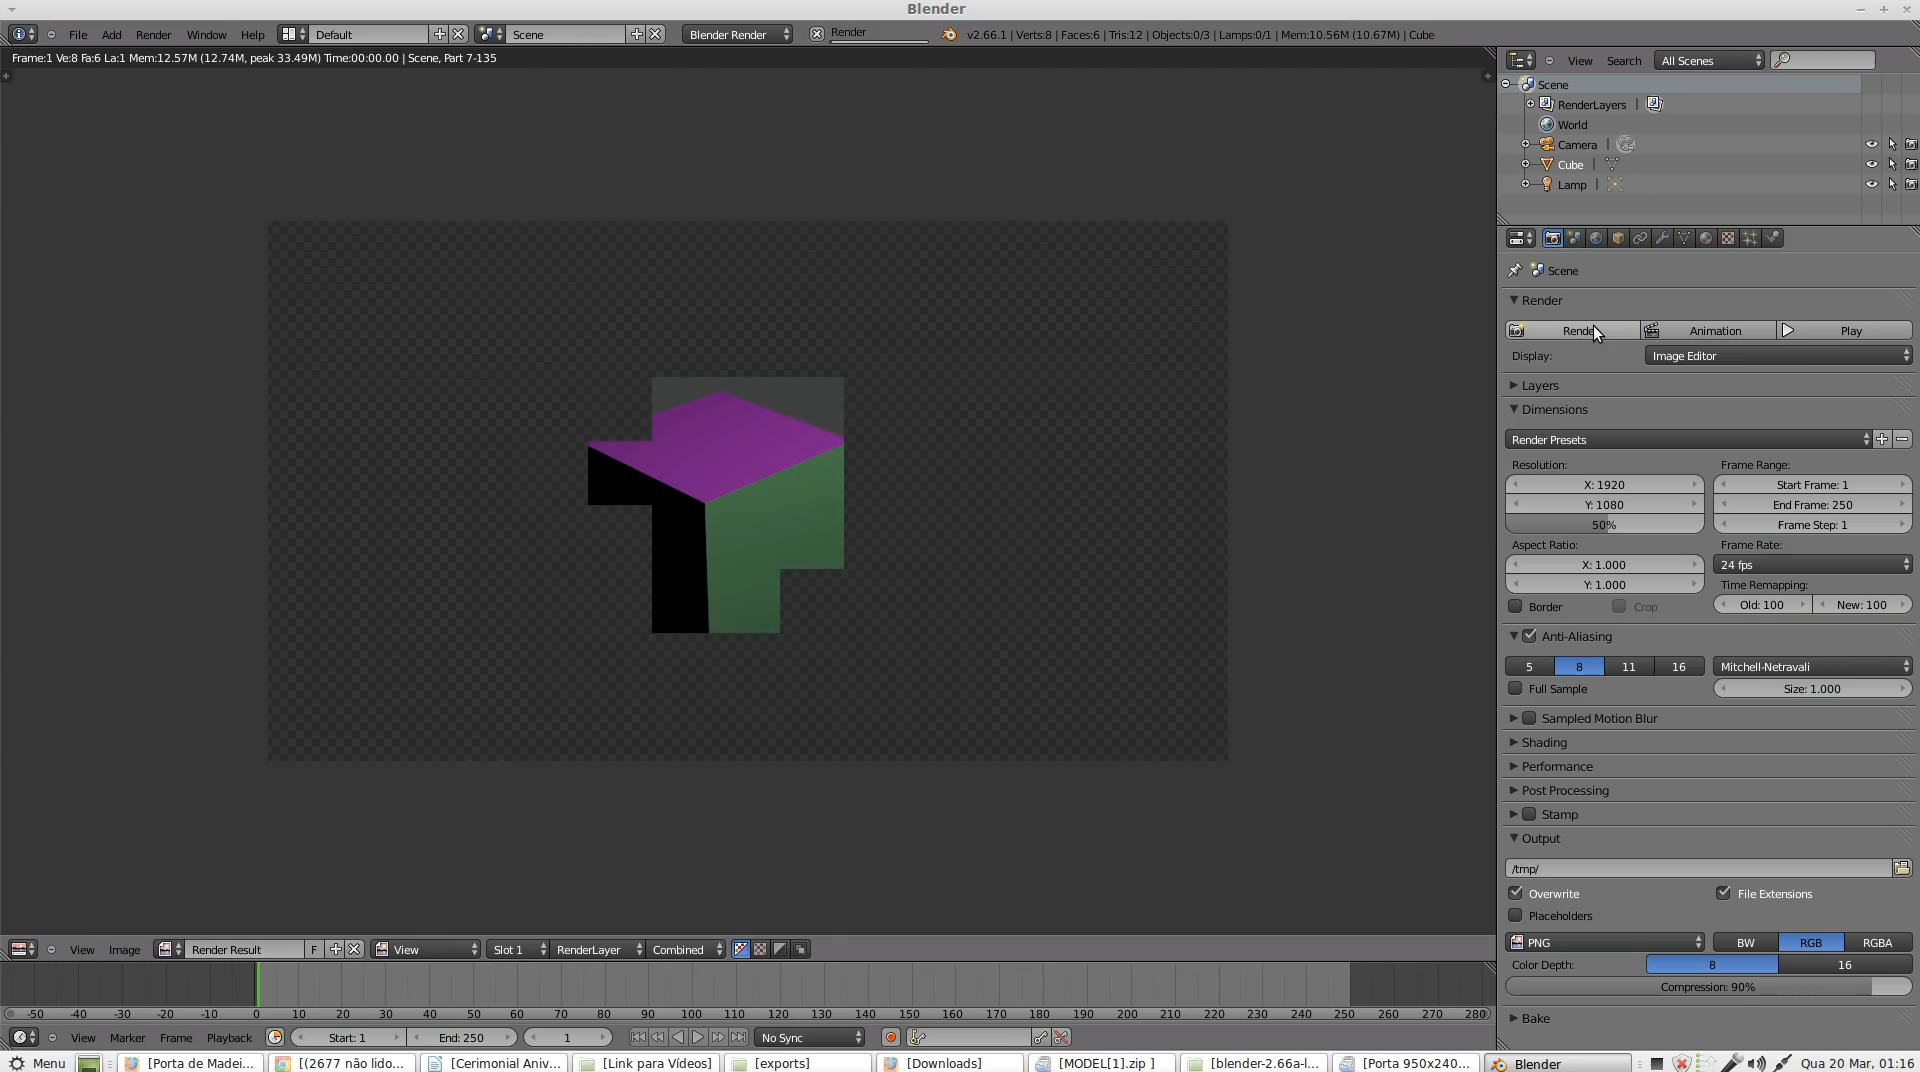 Blender
File Add Render Window Help Default Scene Blender Render Render v2.66.1 | Verts:8 | Faces:6 | Tris:12 | Objects:0/3 | Lamps:0/1 | Mem:10.56M (10.67M) | Cube
Frame:1 Ve:8 Fa:6 La:1 Mem:12.57M (12.74M, peak 33.49M) Time:00:00.00 | Scene, Part 7-135
View Search All Scenes
Scene
RenderLayers
World
Camera
Cube
Lamp
Scene
Render
Render Animation Play
Display: Image Editor
Layers
Dimensions
Render Presets
Resolution: Frame Range:
X: 1920 Start Frame: 1
Y: 1080 End Frame: 250
50% Frame Step: 1
Aspect Ratio: Frame Rate:
X: 1.000 24 fps
Y: 1.000 Time Remapping:
Border Crop Old: 100 New: 100
Anti-Aliasing
5 8 11 16 Mitchell-Netravali
Full Sample Size: 1.000
Sampled Motion Blur
Shading
Performance
Post Processing
Stamp
Output
/tmp/
Overwrite File Extensions
Placeholders
PNG BW RGB RGBA
Color Depth: 8 16
Compression: 90%
Bake
View Image Render Result F View Slot 1 RenderLayer Combined
-50 -40 -30 -20 -10 0 10 20 30 40 50 60 70 80 90 100 110 120 130 140 150 160 170 180 190 200 210 220 230 240 250 260 270 280
View Marker Frame Playback Start: 1 End: 250 1 No Sync
Menu [Porta de Madei... [(2677 não lido... [Cerimonial Aniv... [Link para Vídeos] [exports] [Downloads] [MODEL[1].zip ] [blender-2.66a-l... [Porta 950x240... Blender Qua 20 Mar, 01:16